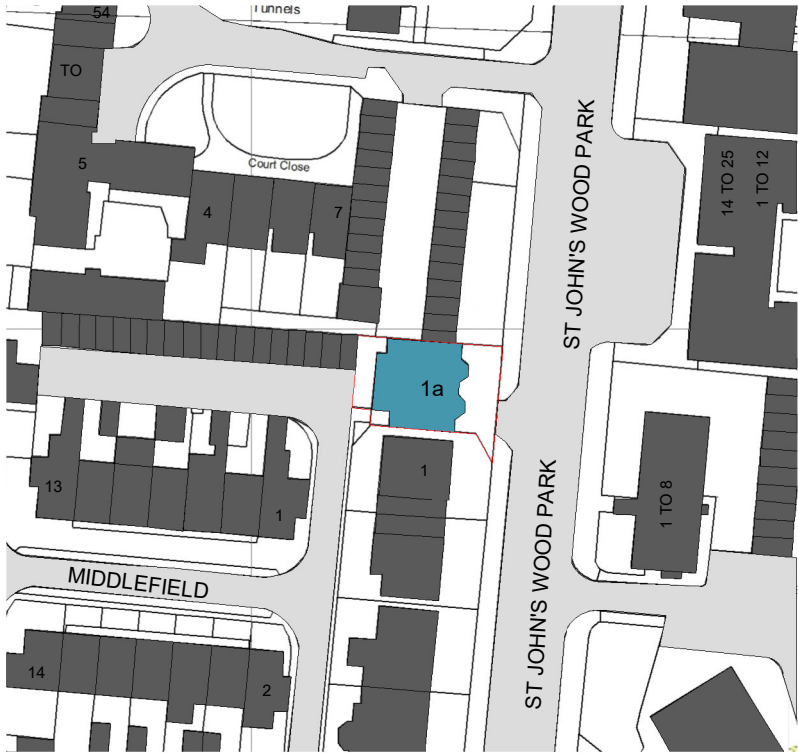 54
Tunnels
TO
5
Court Close
4
7
ST JOHN'S WOOD PARK
14 TO 25
1 TO 12
1a
1
13
1
1 TO 8
MIDDLEFIELD
ST JOHN'S WOOD PARK
14
2